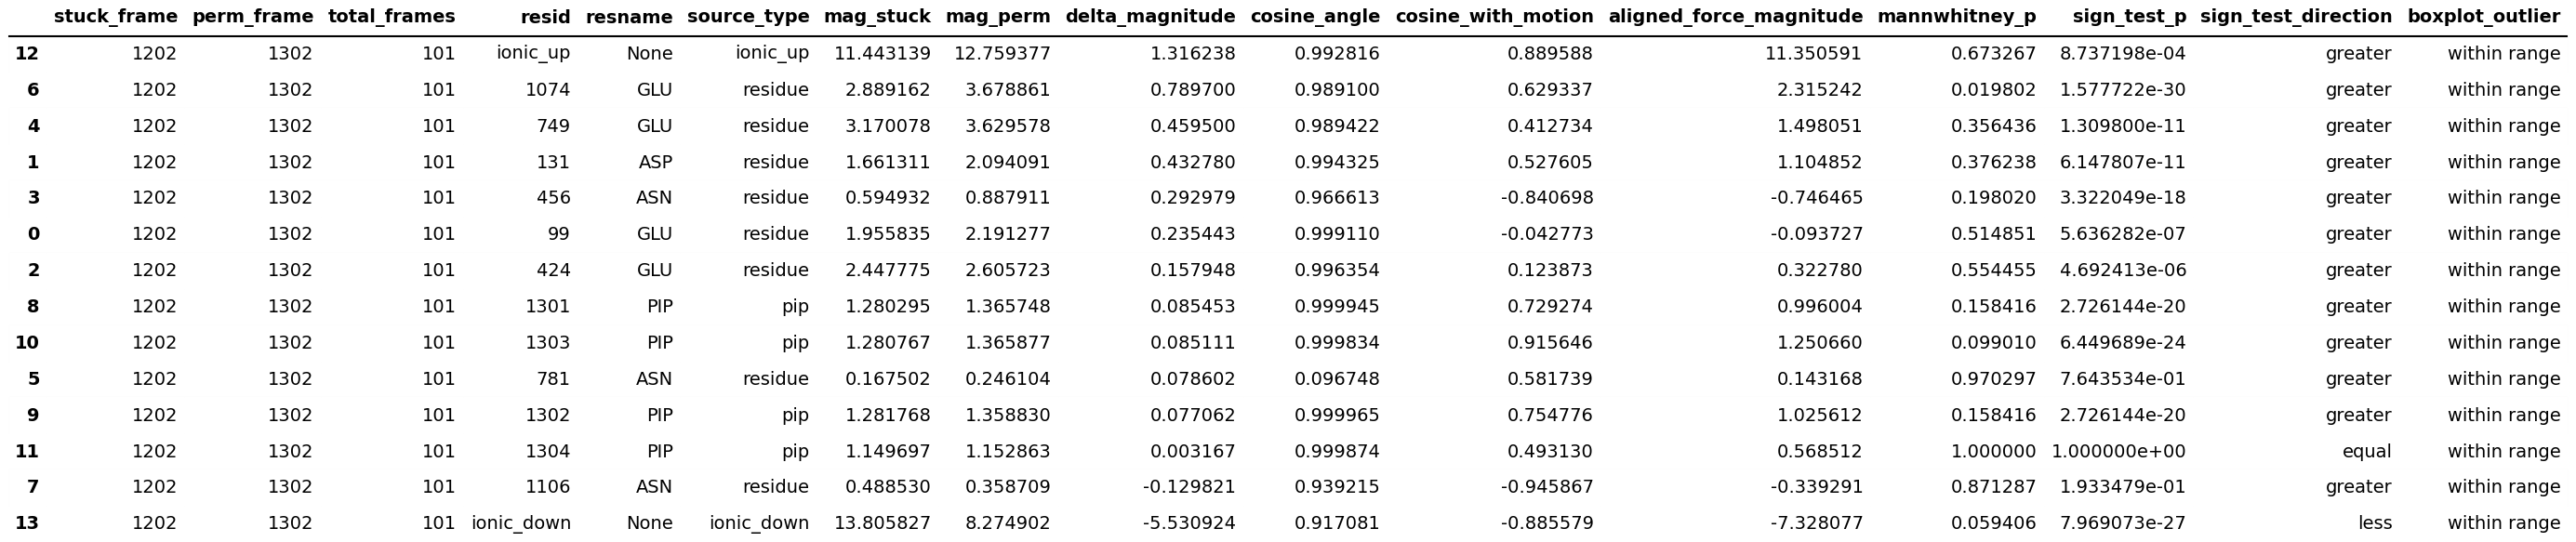 stuck_frame perm_frame total_frames resid resname source_type mag_stuck mag_perm delta_magnitude cosine_angle cosine_with_motion aligned_force_magnitude mannwhitney_p sign_test_p sign_test_direction boxplot_outlier
12 1202 1302 101 ionic_up None ionic_up 11.443139 12.759377 1.316238 0.992816 0.889588 11.350591 0.673267 8.737198e-04 greater within range
6 1202 1302 101 1074 GLU residue 2.889162 3.678861 0.789700 0.989100 0.629337 2.315242 0.019802 1.577722e-30 greater within range
4 1202 1302 101 749 GLU residue 3.170078 3.629578 0.459500 0.989422 0.412734 1.498051 0.356436 1.309800e-11 greater within range
1 1202 1302 101 131 ASP residue 1.661311 2.094091 0.432780 0.994325 0.527605 1.104852 0.376238 6.147807e-11 greater within range
3 1202 1302 101 456 ASN residue 0.594932 0.887911 0.292979 0.966613 -0.840698 -0.746465 0.198020 3.322049e-18 greater within range
0 1202 1302 101 99 GLU residue 1.955835 2.191277 0.235443 0.999110 -0.042773 -0.093727 0.514851 5.636282e-07 greater within range
2 1202 1302 101 424 GLU residue 2.447775 2.605723 0.157948 0.996354 0.123873 0.322780 0.554455 4.692413e-06 greater within range
8 1202 1302 101 1301 PIP pip 1.280295 1.365748 0.085453 0.999945 0.729274 0.996004 0.158416 2.726144e-20 greater within range
10 1202 1302 101 1303 PIP pip 1.280767 1.365877 0.085111 0.999834 0.915646 1.250660 0.099010 6.449689e-24 greater within range
5 1202 1302 101 781 ASN residue 0.167502 0.246104 0.078602 0.096748 0.581739 0.143168 0.970297 7.643534e-01 greater within range
9 1202 1302 101 1302 PIP pip 1.281768 1.358830 0.077062 0.999965 0.754776 1.025612 0.158416 2.726144e-20 greater within range
11 1202 1302 101 1304 PIP pip 1.149697 1.152863 0.003167 0.999874 0.493130 0.568512 1.000000 1.000000e+00 equal within range
7 1202 1302 101 1106 ASN residue 0.488530 0.358709 -0.129821 0.939215 -0.945867 -0.339291 0.871287 1.933479e-01 greater within range
13 1202 1302 101 ionic_down None ionic_down 13.805827 8.274902 -5.530924 0.917081 -0.885579 -7.328077 0.059406 7.969073e-27 less within range